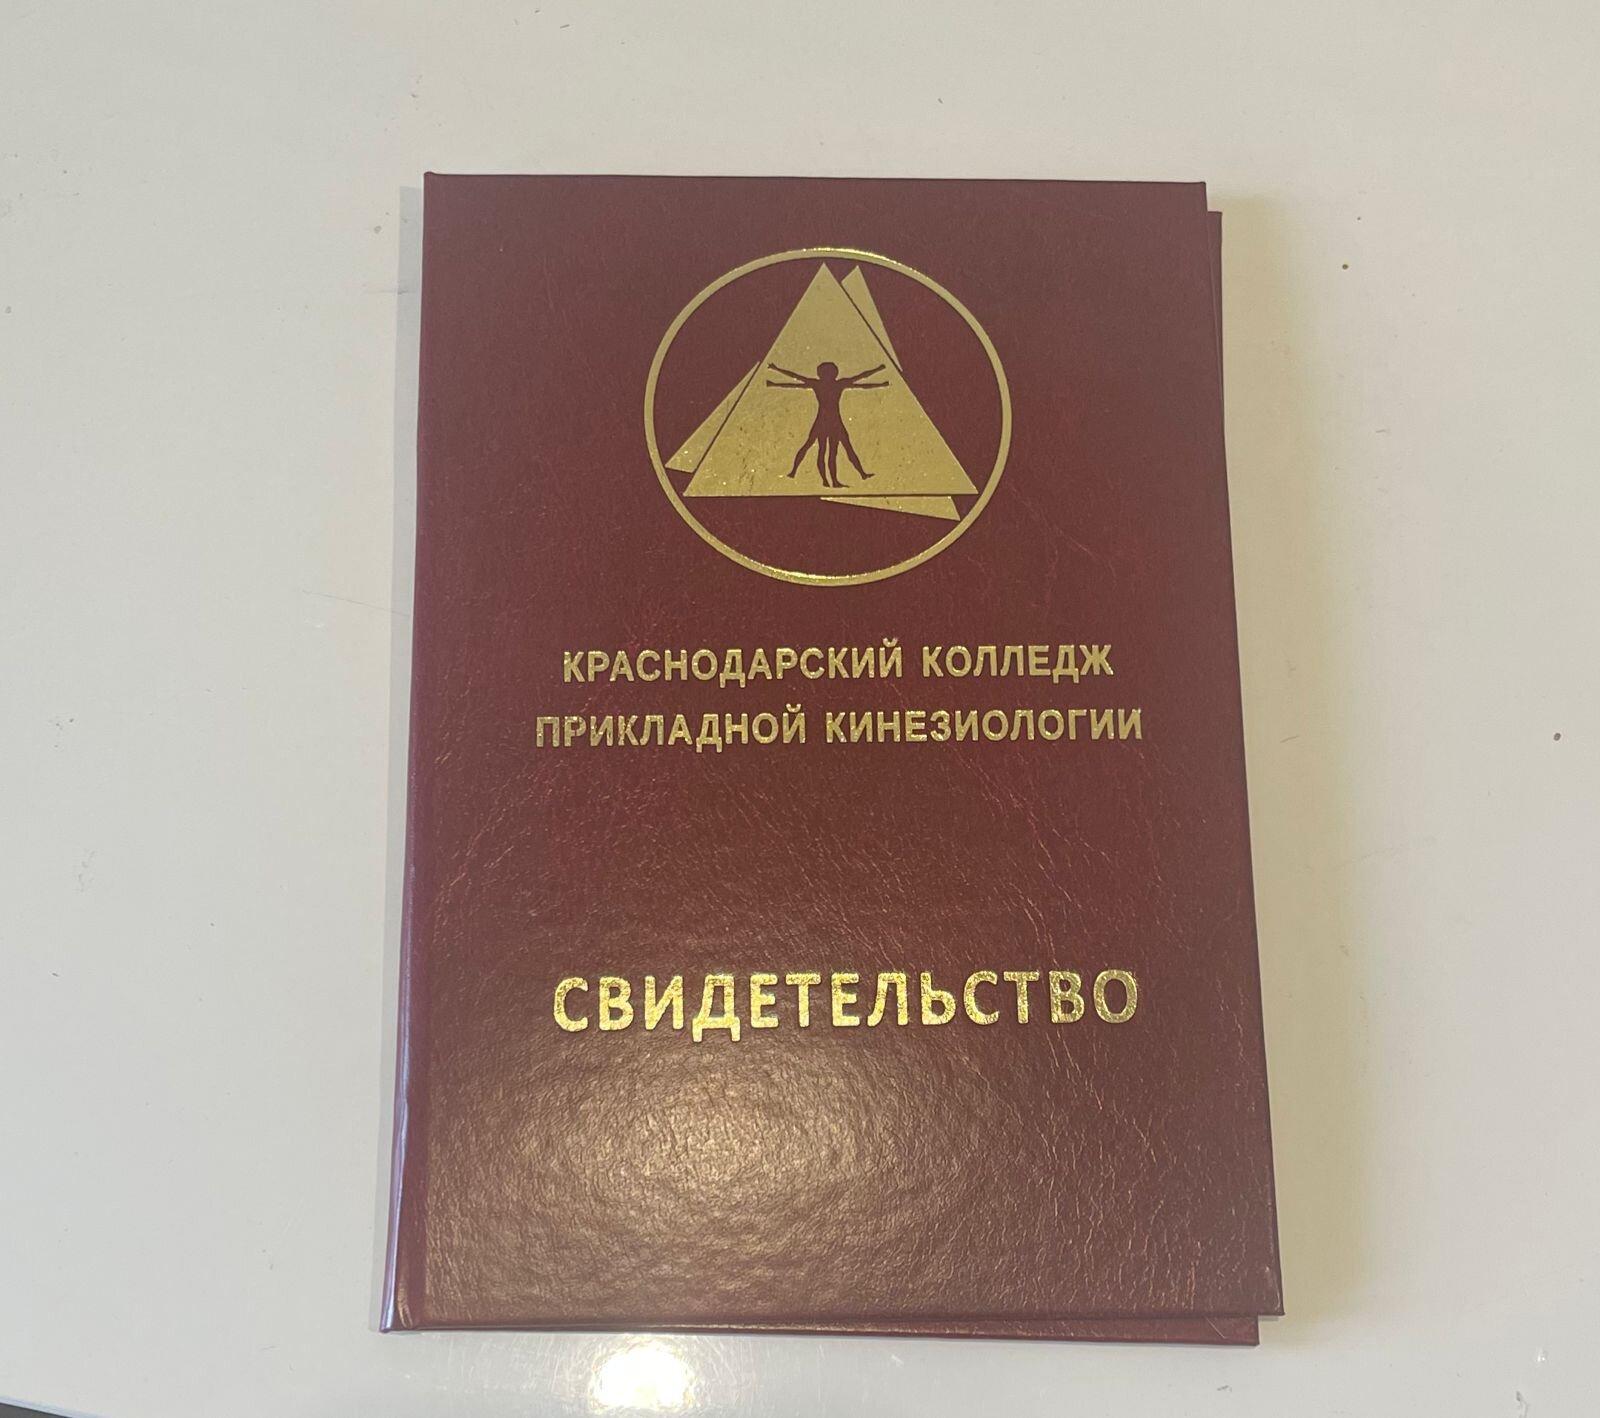 КРАСНОДАРСКИЙ КОЛЛЕДЖ
ПРИКЛАДНОЙ КИНЕЗИОЛОГИИ
СВИДЕТЕЛЬСТВО